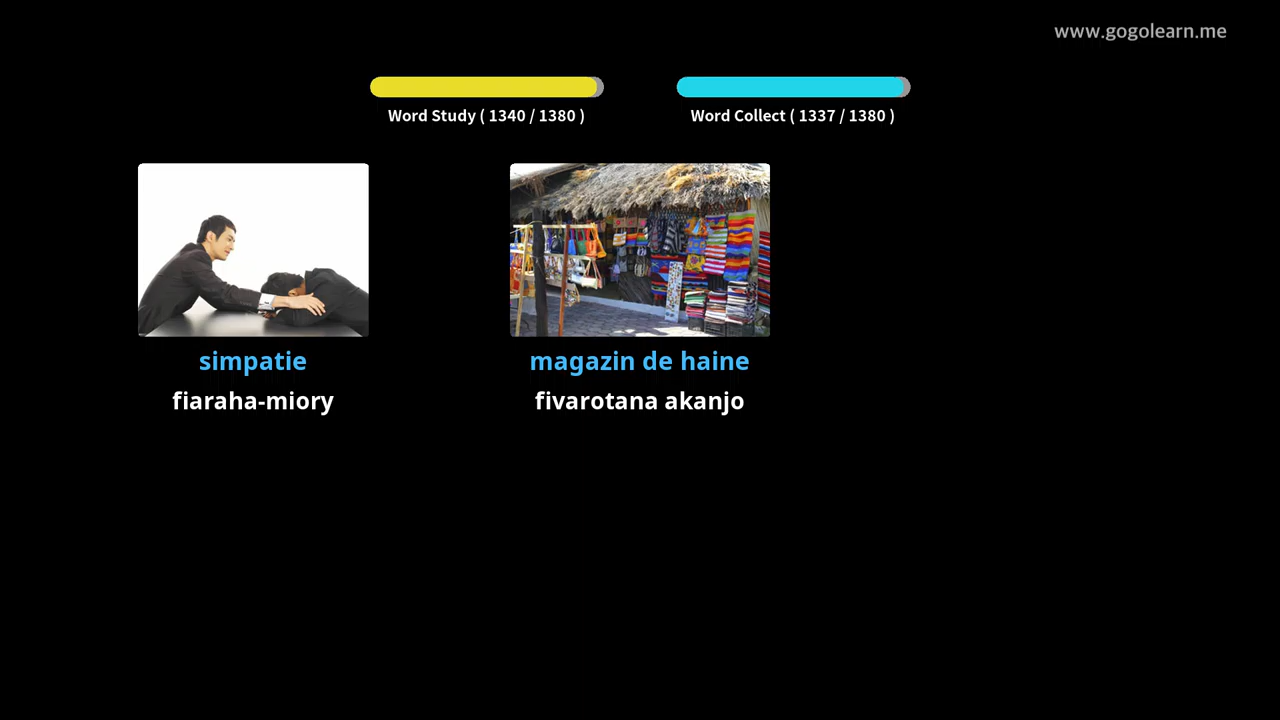 www.gogolearn.me
Word Study ( 1340 / 1380 )
Word Collect ( 1337 / 1380 )
simpatie
magazin de haine
fiaraha-miory
fivarotana akanjo